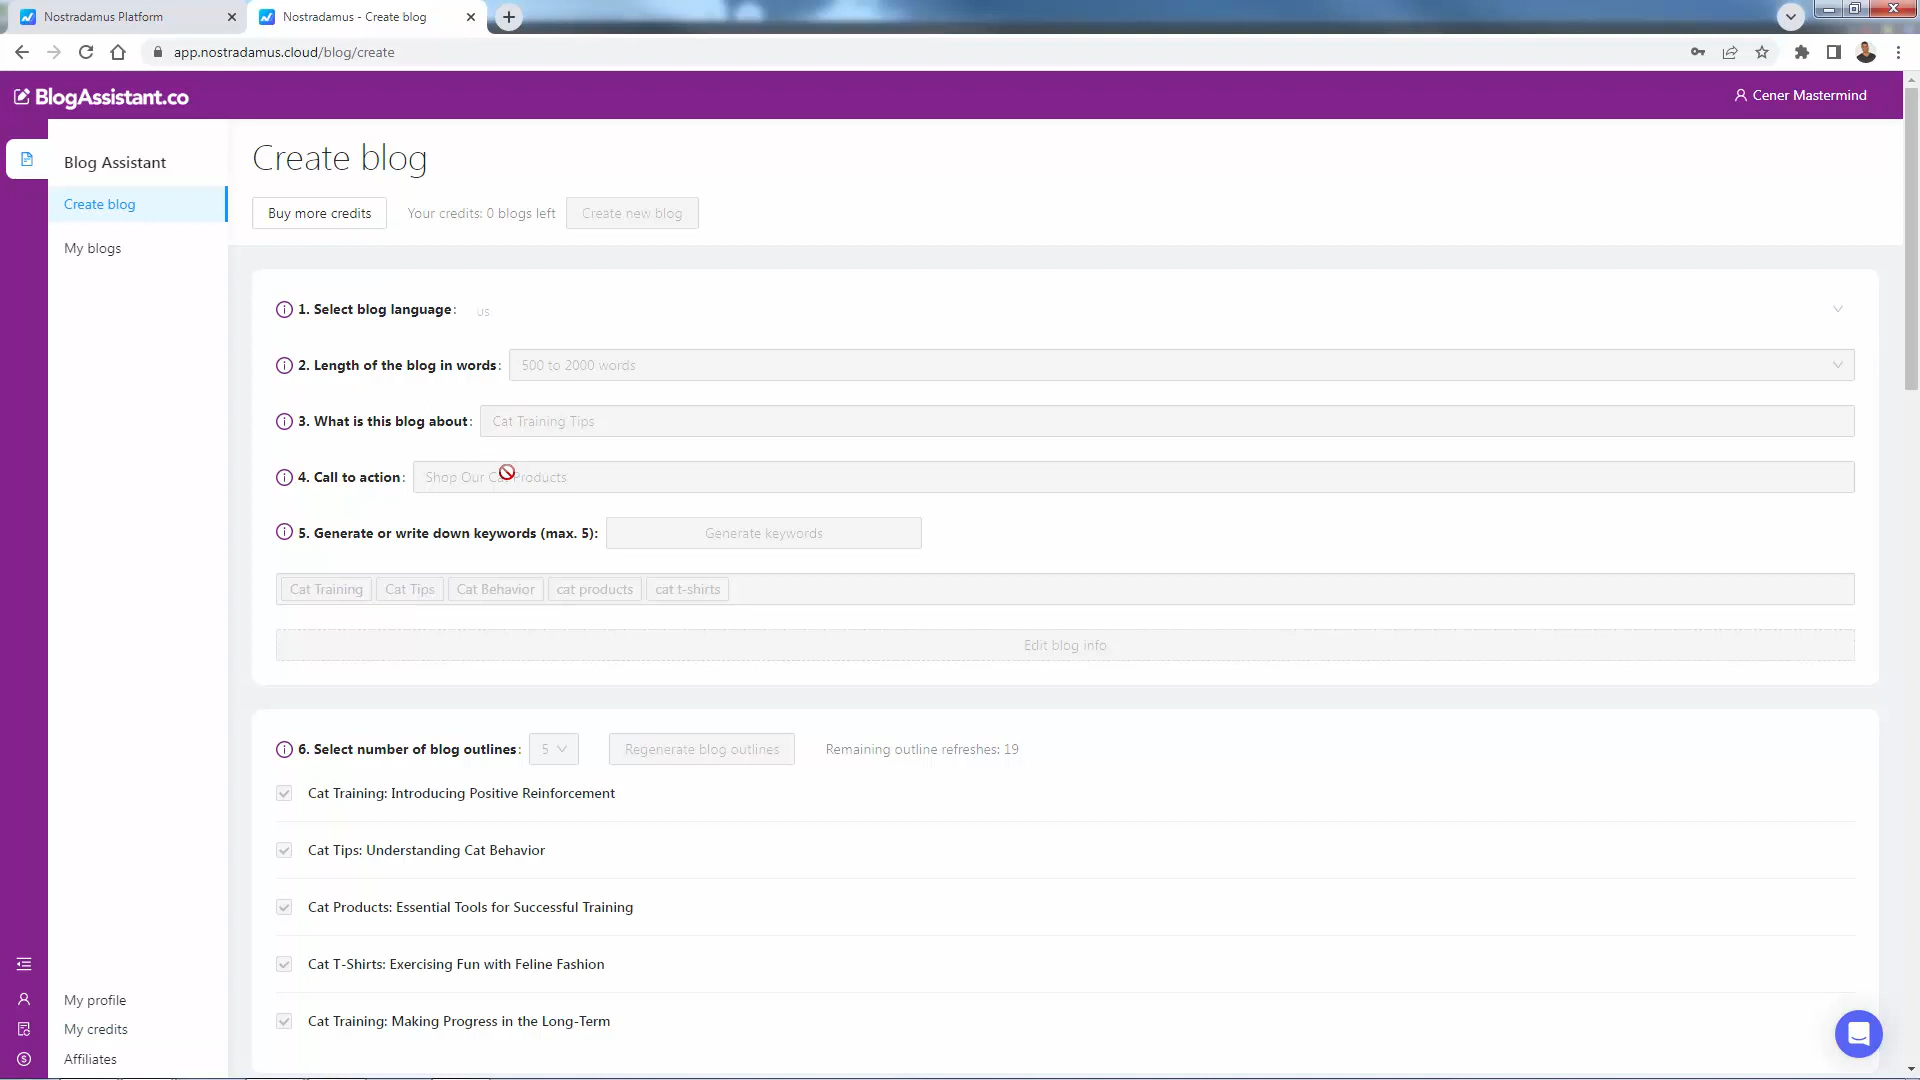 Nostradamus Platform
Nostradamus - Create blog
app.nostradamus.cloud/blog/create
BlogAssistant.co
Cener Mastermind
Blog Assistant
Create blog
My blogs
Create blog
Buy more credits
Your credits: 0 blogs left
Create new blog
1. Select blog language:
us
2. Length of the blog in words:
500 to 2000 words
3. What is this blog about:
Cat Training Tips
4. Call to action:
Shop Our Cat Products
5. Generate or write down keywords (max. 5):
Generate keywords
Cat Training
Cat Tips
Cat Behavior
cat products
cat t-shirts
Edit blog info
6. Select number of blog outlines:
5
Regenerate blog outlines
Remaining outline refreshes: 19
Cat Training: Introducing Positive Reinforcement
Cat Tips: Understanding Cat Behavior
Cat Products: Essential Tools for Successful Training
Cat T-Shirts: Exercising Fun with Feline Fashion
Cat Training: Making Progress in the Long-Term
My profile
My credits
Affiliates